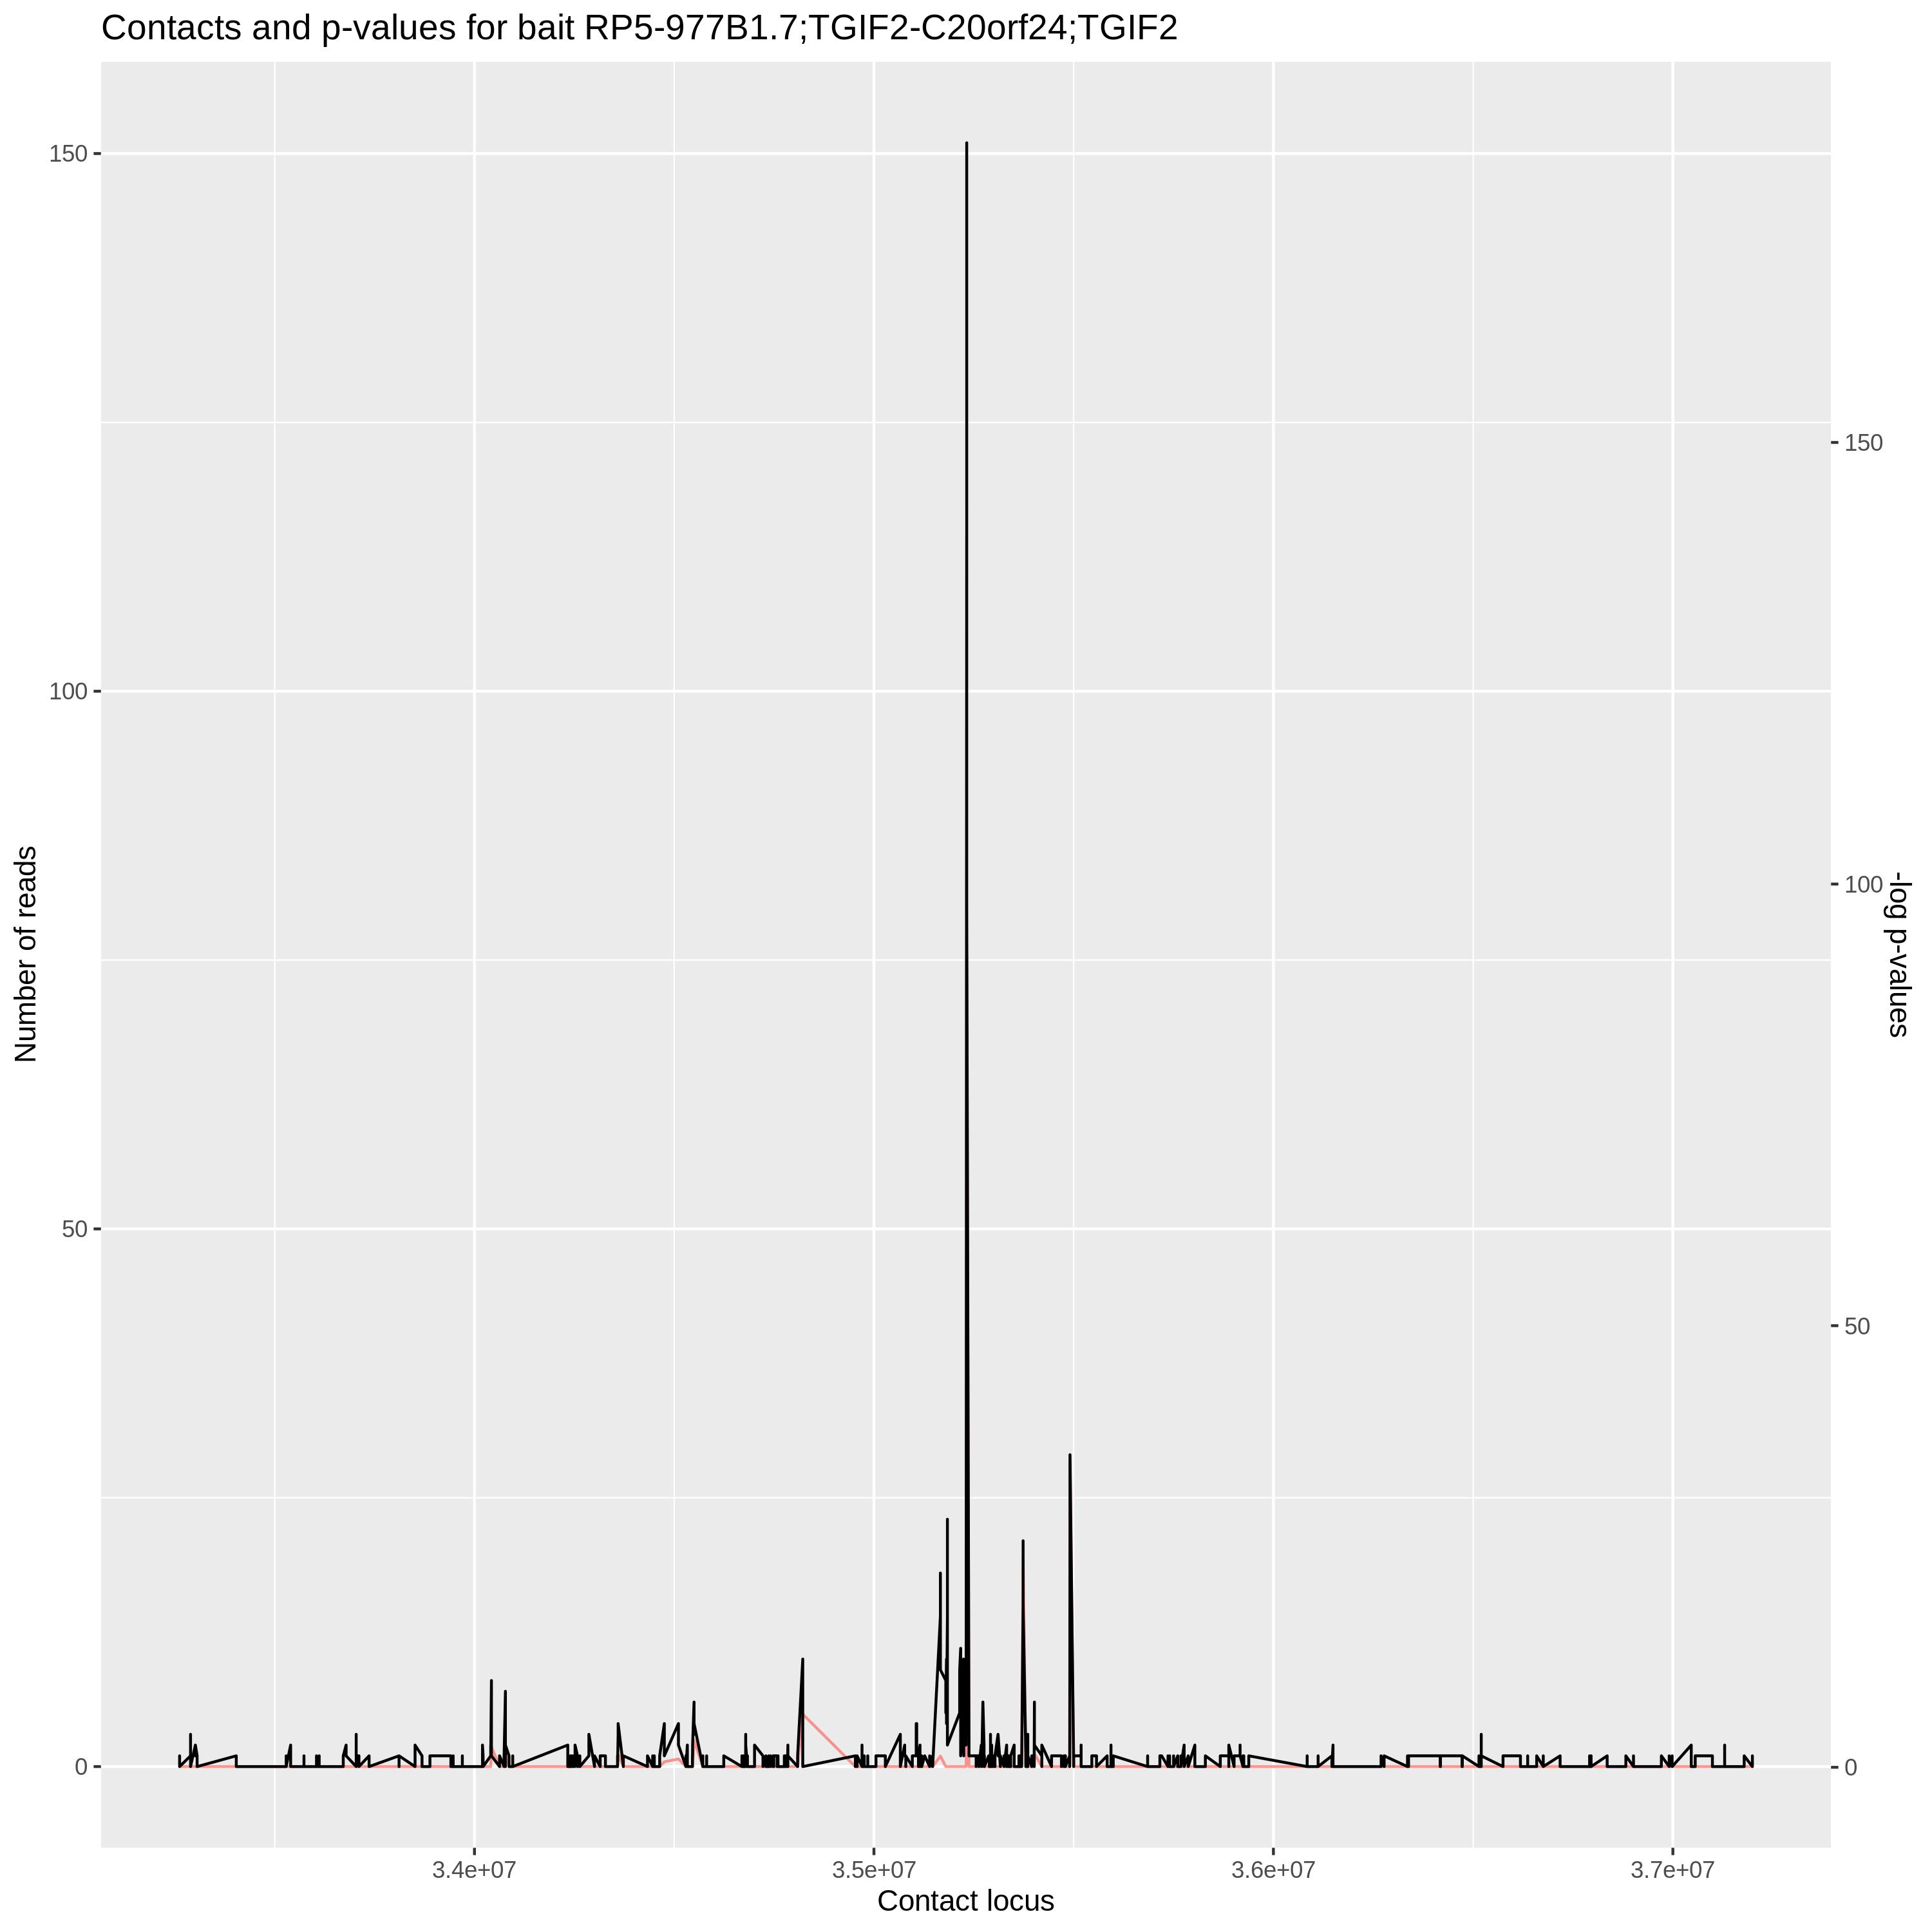 Contacts and p-values for bait RP5-977B1.7;TGIF2-C20orf24;TGIF2
150
100
50
0
Number of reads
150
100
50
0
-log p-values
3.4e+07
3.5e+07
3.6e+07
3.7e+07
Contact locus